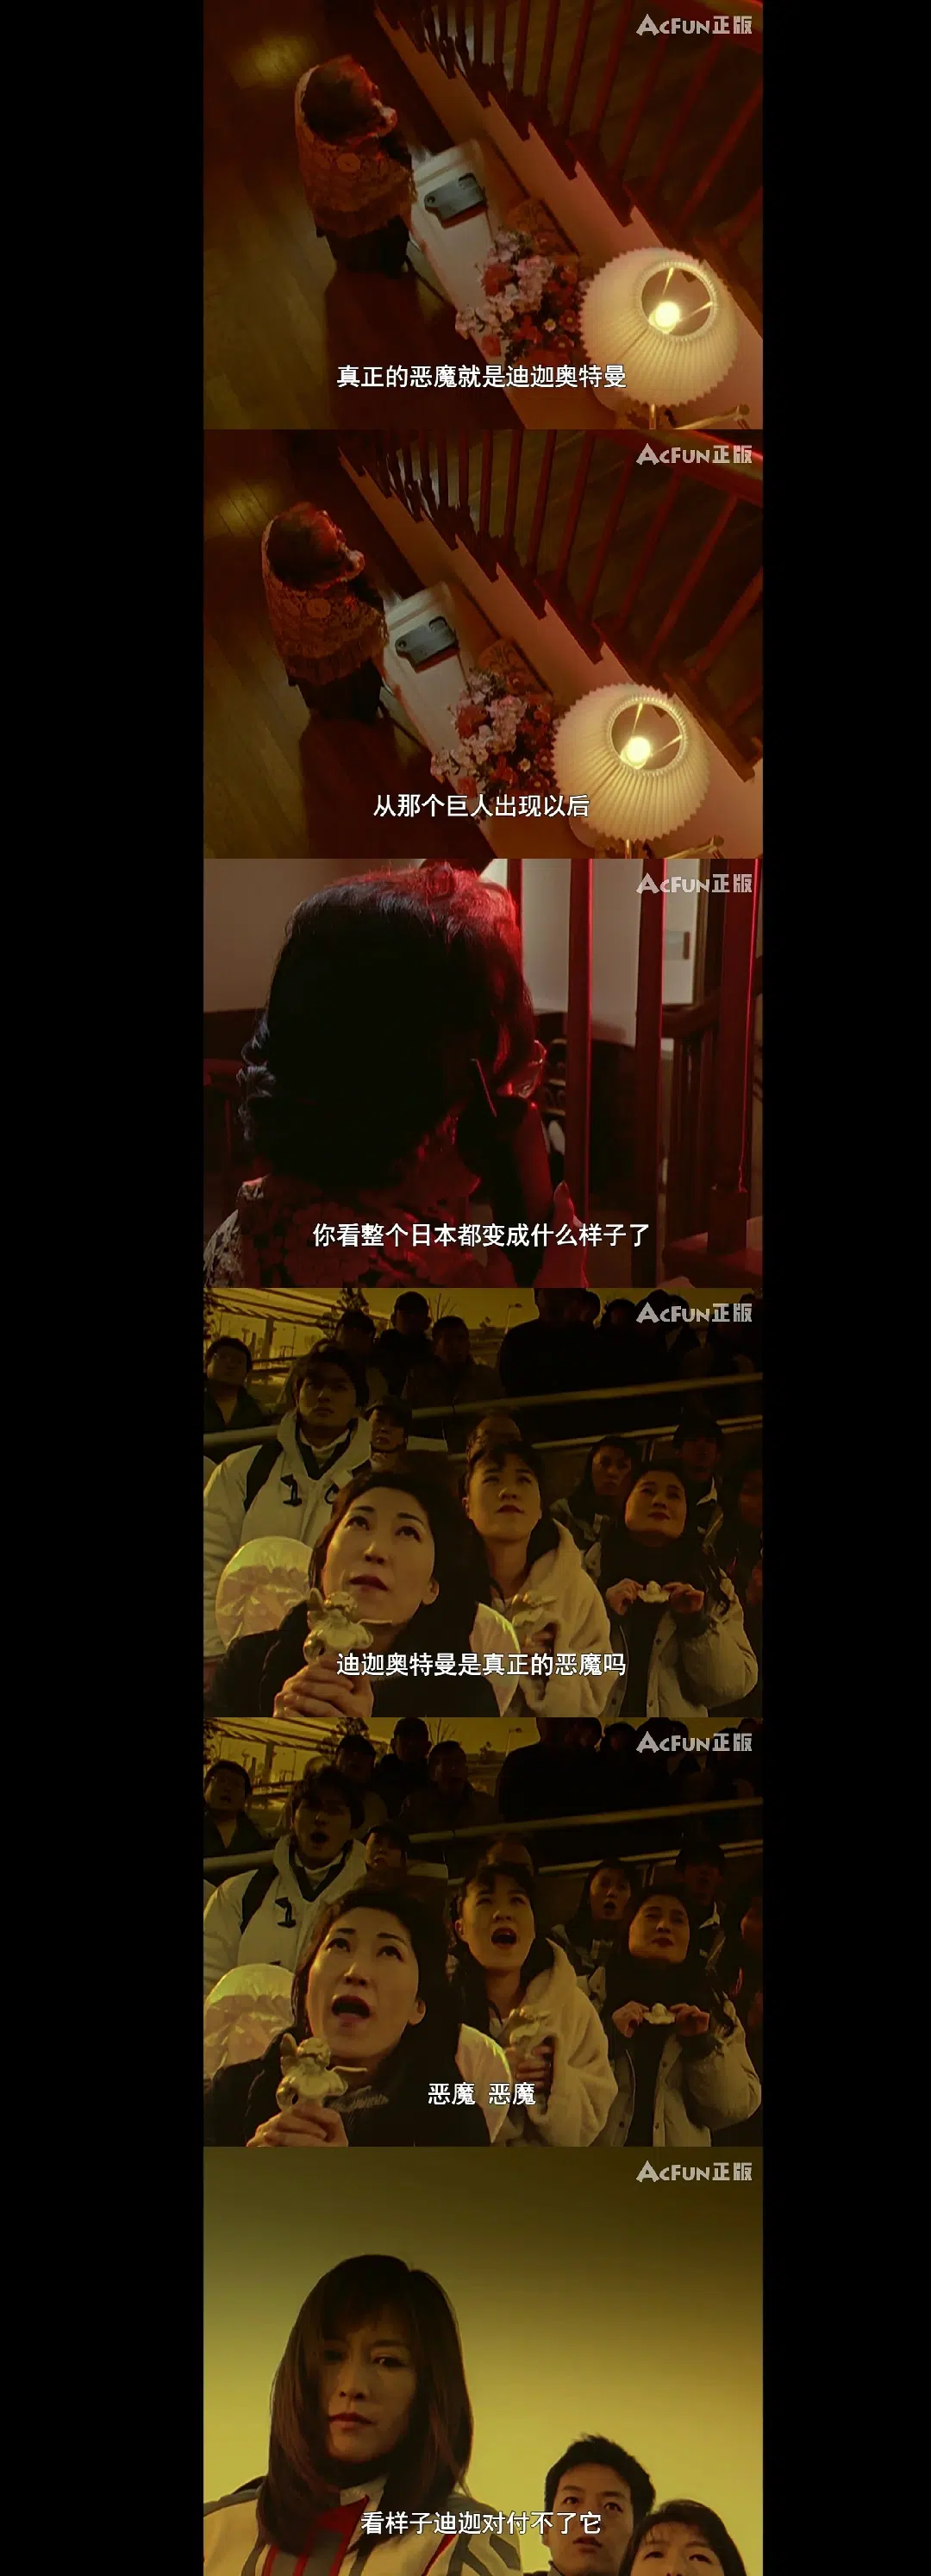 AcFun正版
真正的恶魔就是迪迦奥特曼
AcFun正版
从那个巨人出现以后
AcFun正版
你看整个日本都变成什么样子了
AcFun正版
迪迦奥特曼是真正的恶魔吗
AcFun正版
恶魔 恶魔
AcFun正版
看样子迪迦对付不了它